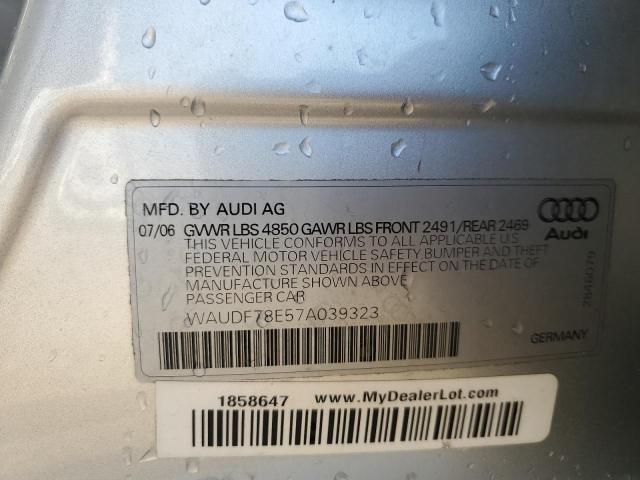 MFD. BY AUDI AG
07/06 GVWR LBS 4850 GAWR LBS FRONT 2491/REAR 2469
THIS VEHICLE CONFORMS TO ALL APPLICABLE U.S.
FEDERAL MOTOR VEHICLE SAFETY,BUMPER AND THEFT
PREVENTION STANDARDS IN EFFECT ON THE DATE OF
MANUFACTURE SHOWN ABOVE
PASSENGER CAR
WAUDF78E57A039323
Audi
2846079
GERMANY
1858647 www.MyDealerLot.com